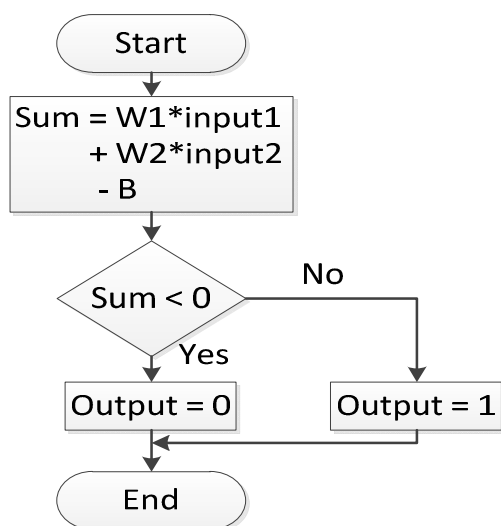 Start
Sum = W1*input1
+ W2*input2
- B
Sum < 0
No
Yes
Output = 0
Output = 1
End